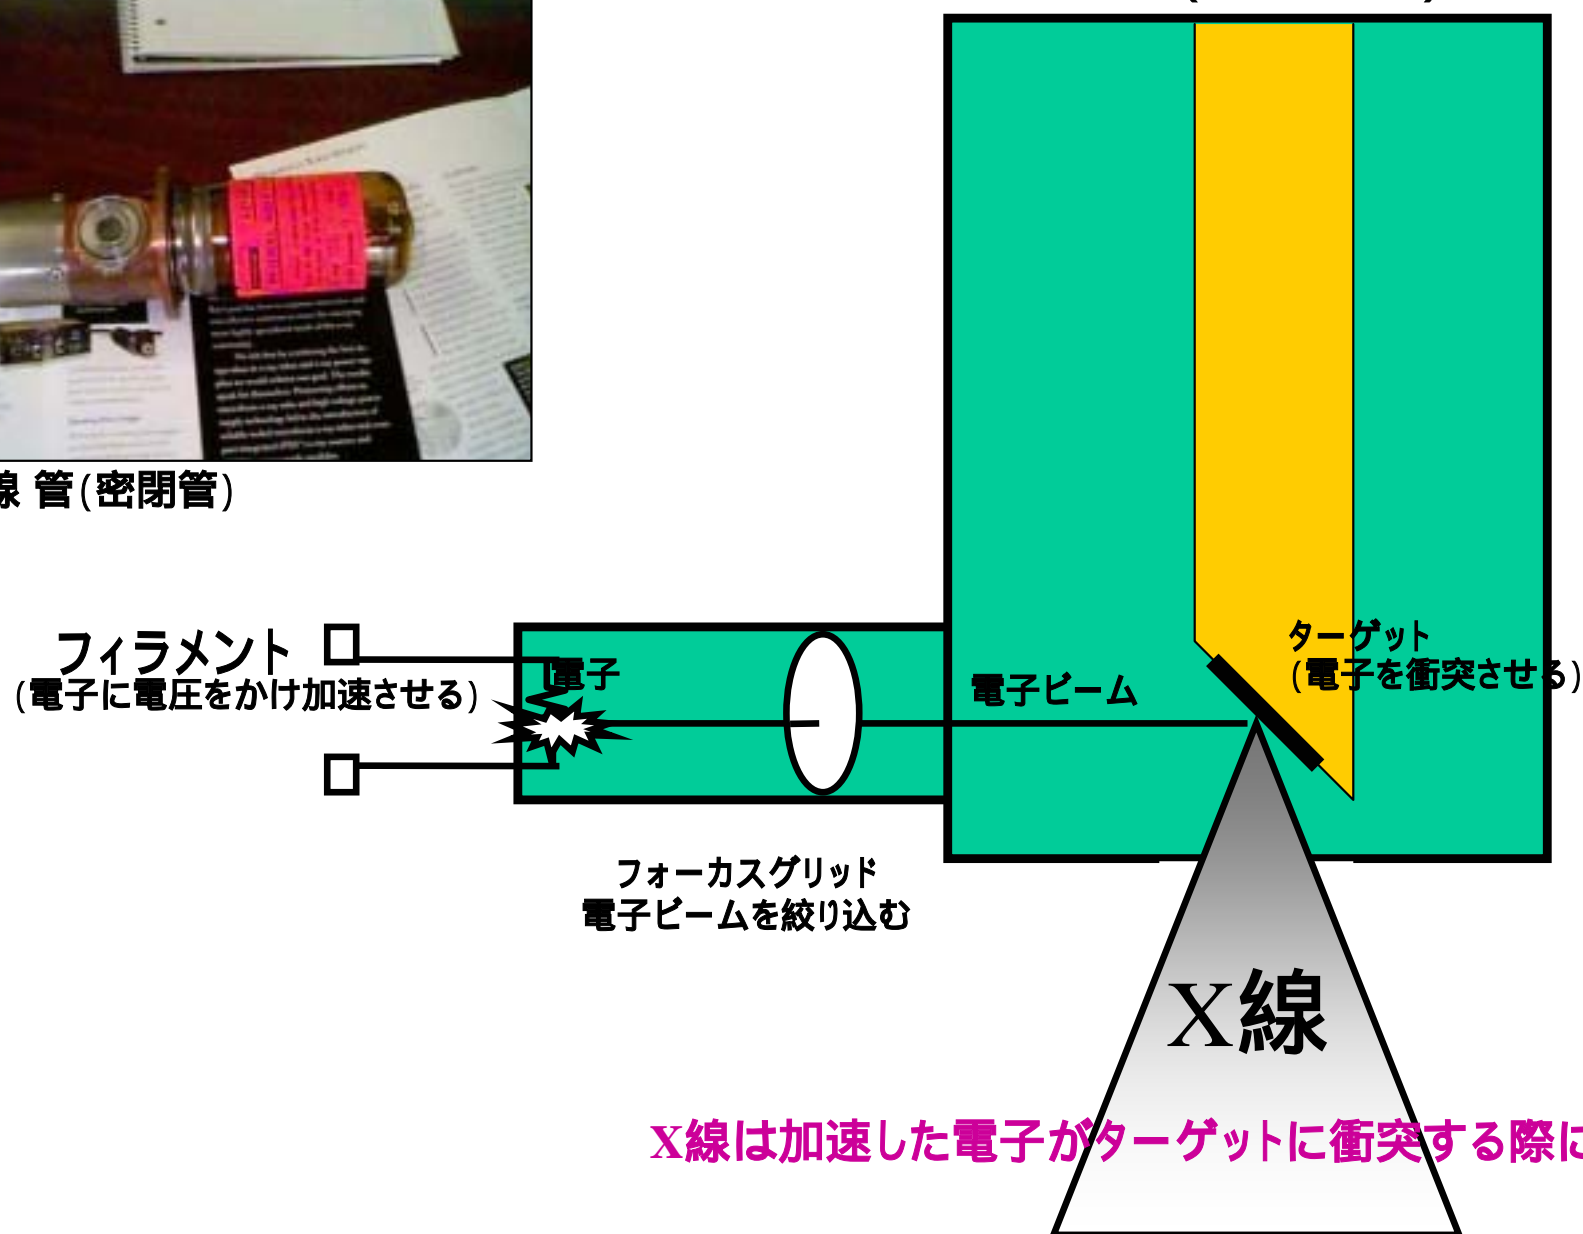 線 管(密閉管)
フィラメント
(電子に電圧をかけ加速させる)
電子
電子ビーム
ターゲット
(電子を衝突させる)
フォーカスグリッド
電子ビームを絞り込む
X線
X線は加速した電子がターゲットに衝突する際に